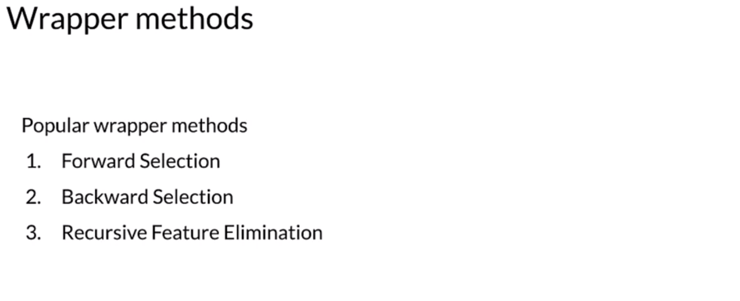 Wrapper methods
Popular wrapper methods
1. Forward Selection
2. Backward Selection
3. Recursive Feature Elimination